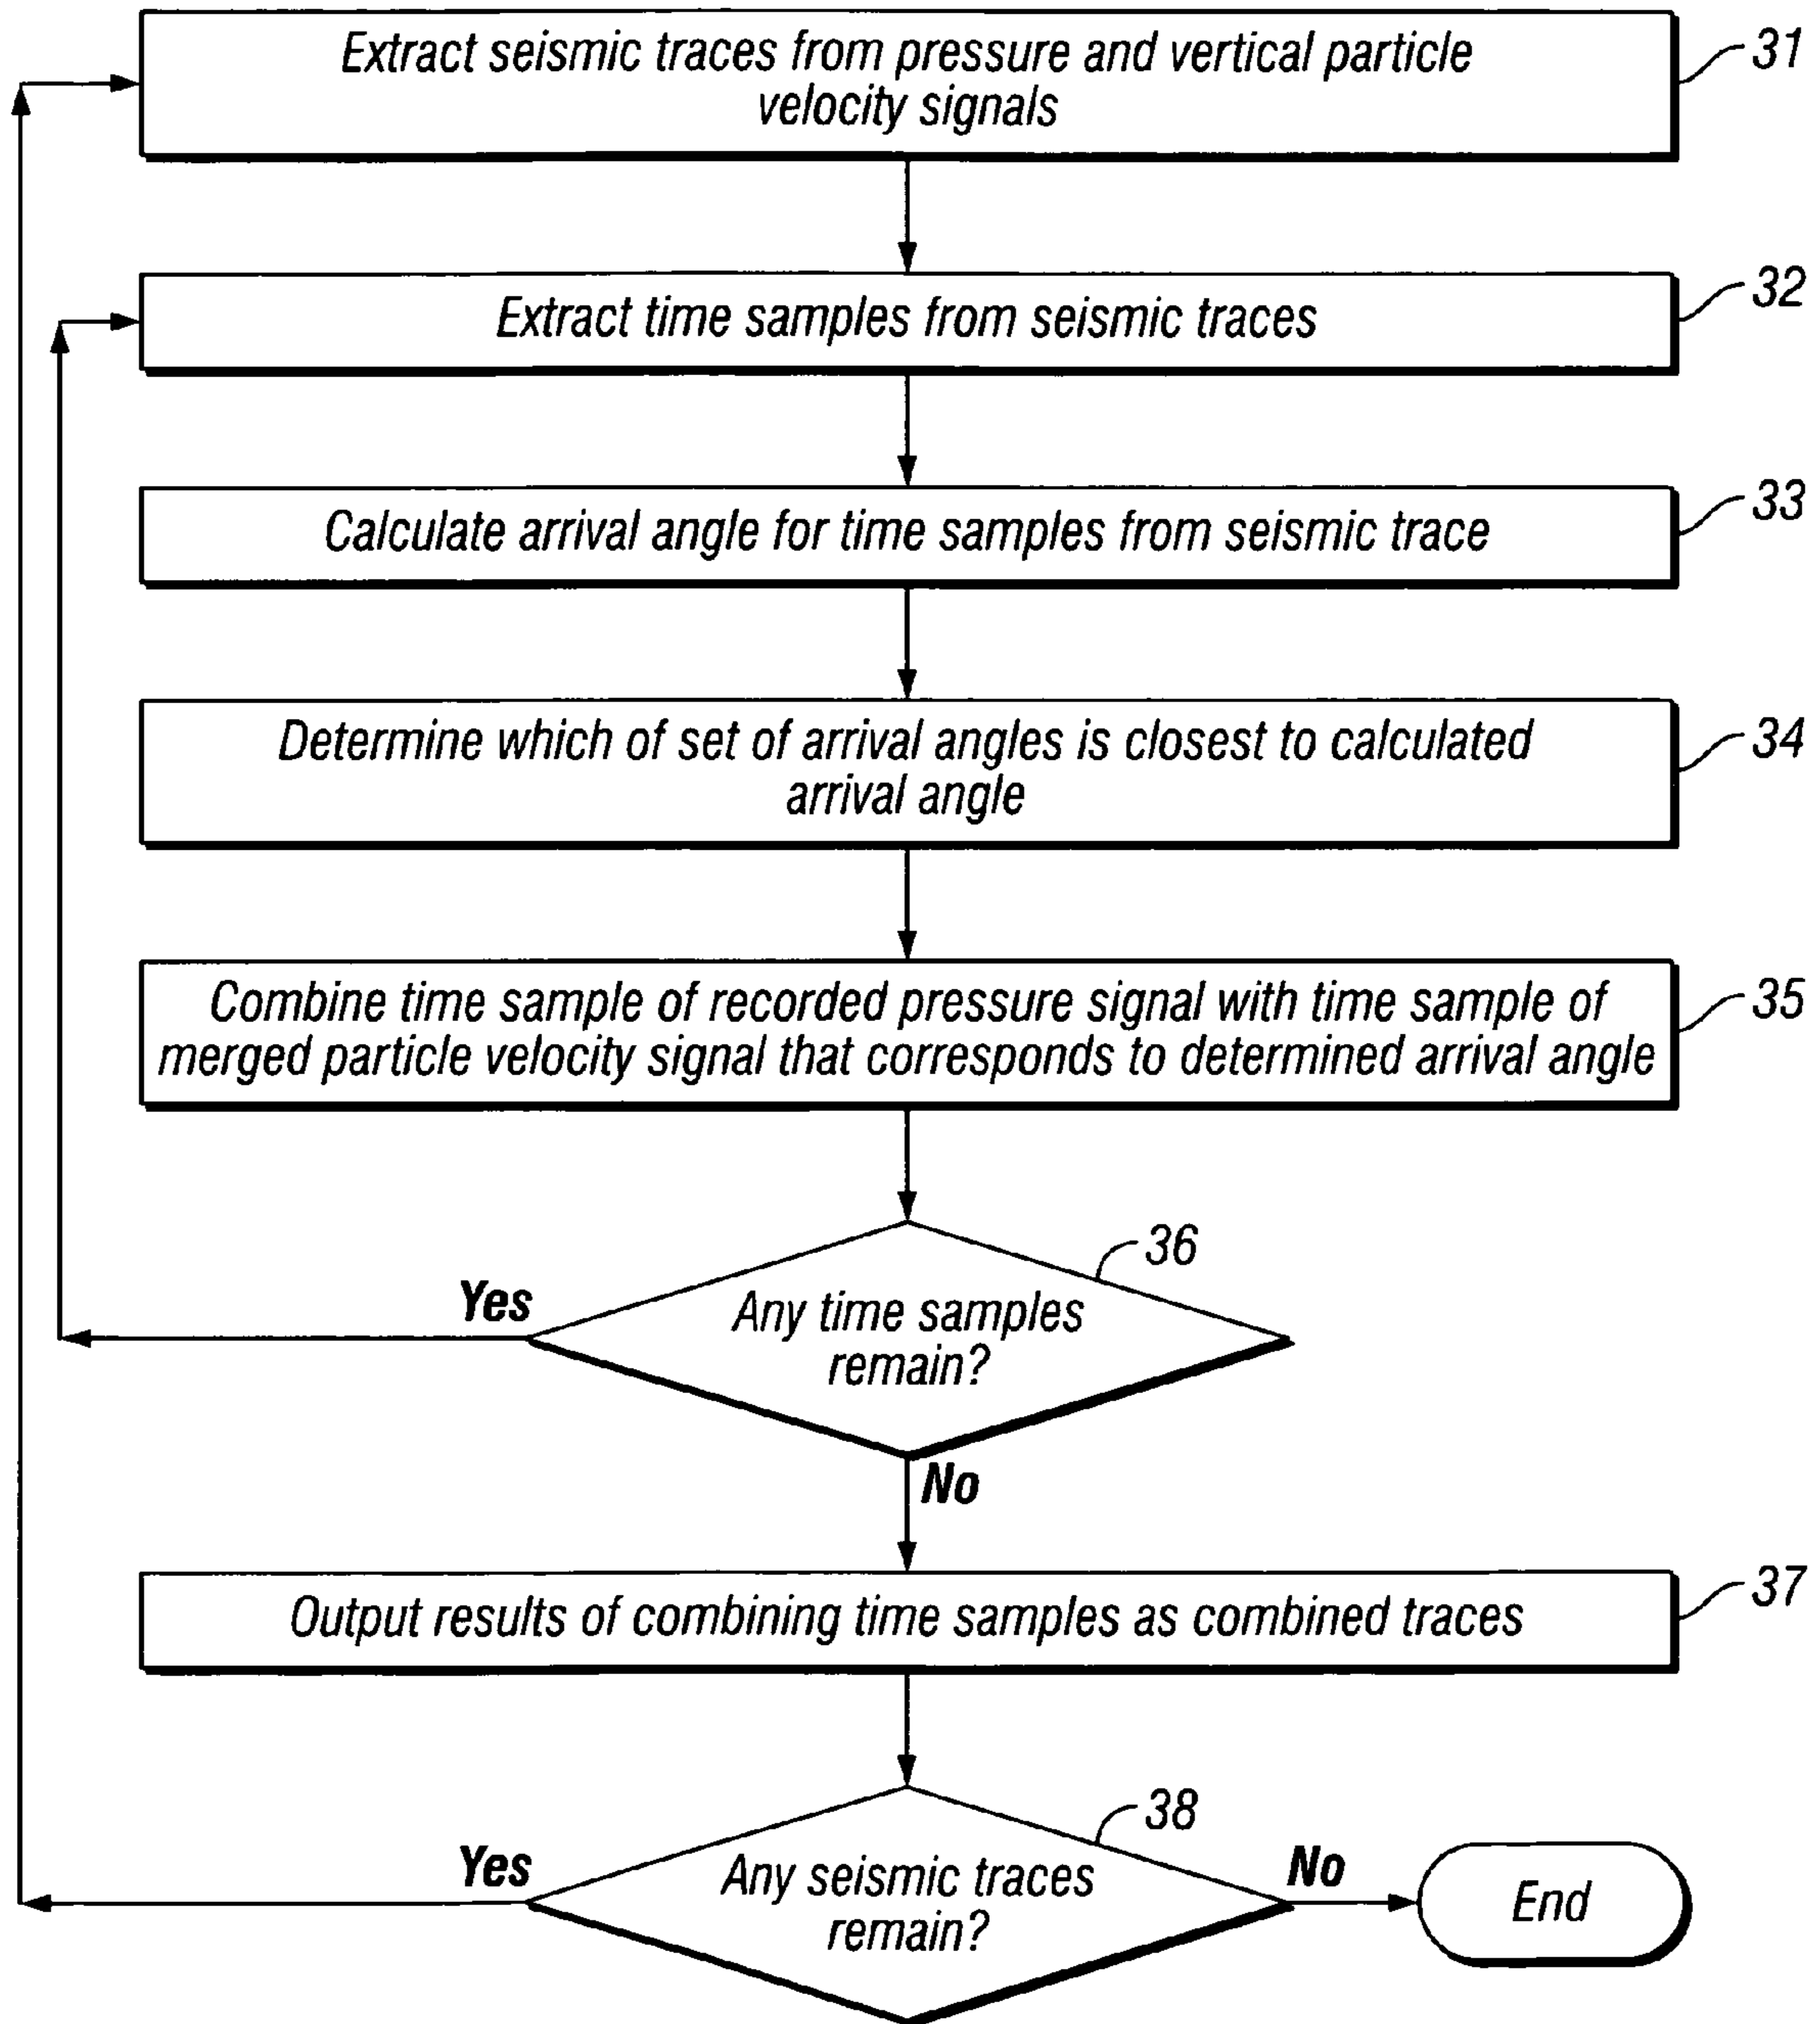 Extract seismic traces from pressure and vertical particle
velocity signals
31
Extract time samples from seismic traces
32
Calculate arrival angle for time samples from seismic trace
33
Determine which of set of arrival angles is closest to calculated
arrival angle
34
Combine time sample of recorded pressure signal with time sample of
merged particle velocity signal that corresponds to determined arrival angle
35
36
Yes
Any time samples
remain?
No
Output results of combining time samples as combined traces
37
38
Yes
Any seismic traces
remain?
No
End